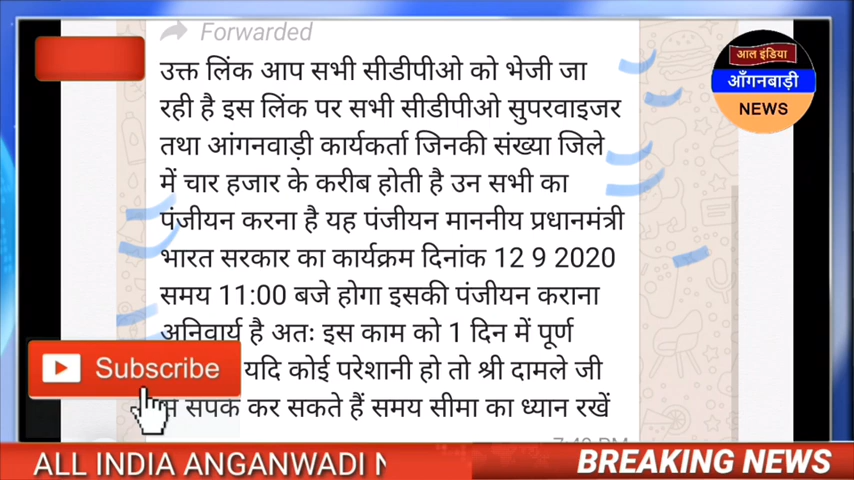 Forwarded
उक्त लिंक आप सभी सीडीपीओ को भेजी जा
रही है इस लिंक पर सभी सीडीपीओ सुपरवाइजर
तथा आंगनवाड़ी कार्यकर्ता जिनकी संख्या जिले
में चार हजार के करीब होती है उन सभी का
पंजीयन करना है यह पंजीयन माननीय प्रधानमंत्री
भारत सरकार का कार्यक्रम दिनांक 12 9 2020
समय 11:00 बजे होगा इसकी पंजीयन कराना
अनिवार्य है अतः इस काम को 1 दिन में पूर्ण
यदि कोई परेशानी हो तो श्री दामले जी
संपर्क कर सकते हैं समय सीमा का ध्यान रखें
आल इंडिया
आँगनबाड़ी
NEWS
Subscribe
ALL INDIA ANGANWADI
BREAKING NEWS